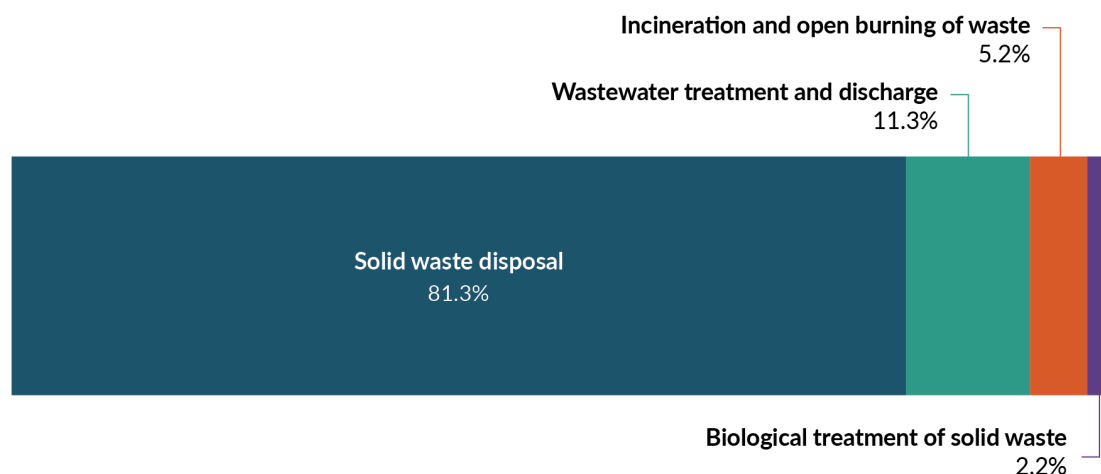 Incineration and open burning of waste
5.2%
Wastewater treatment and discharge
11.3%
Solid waste disposal
81.3%
Biological treatment of solid waste
2.2%